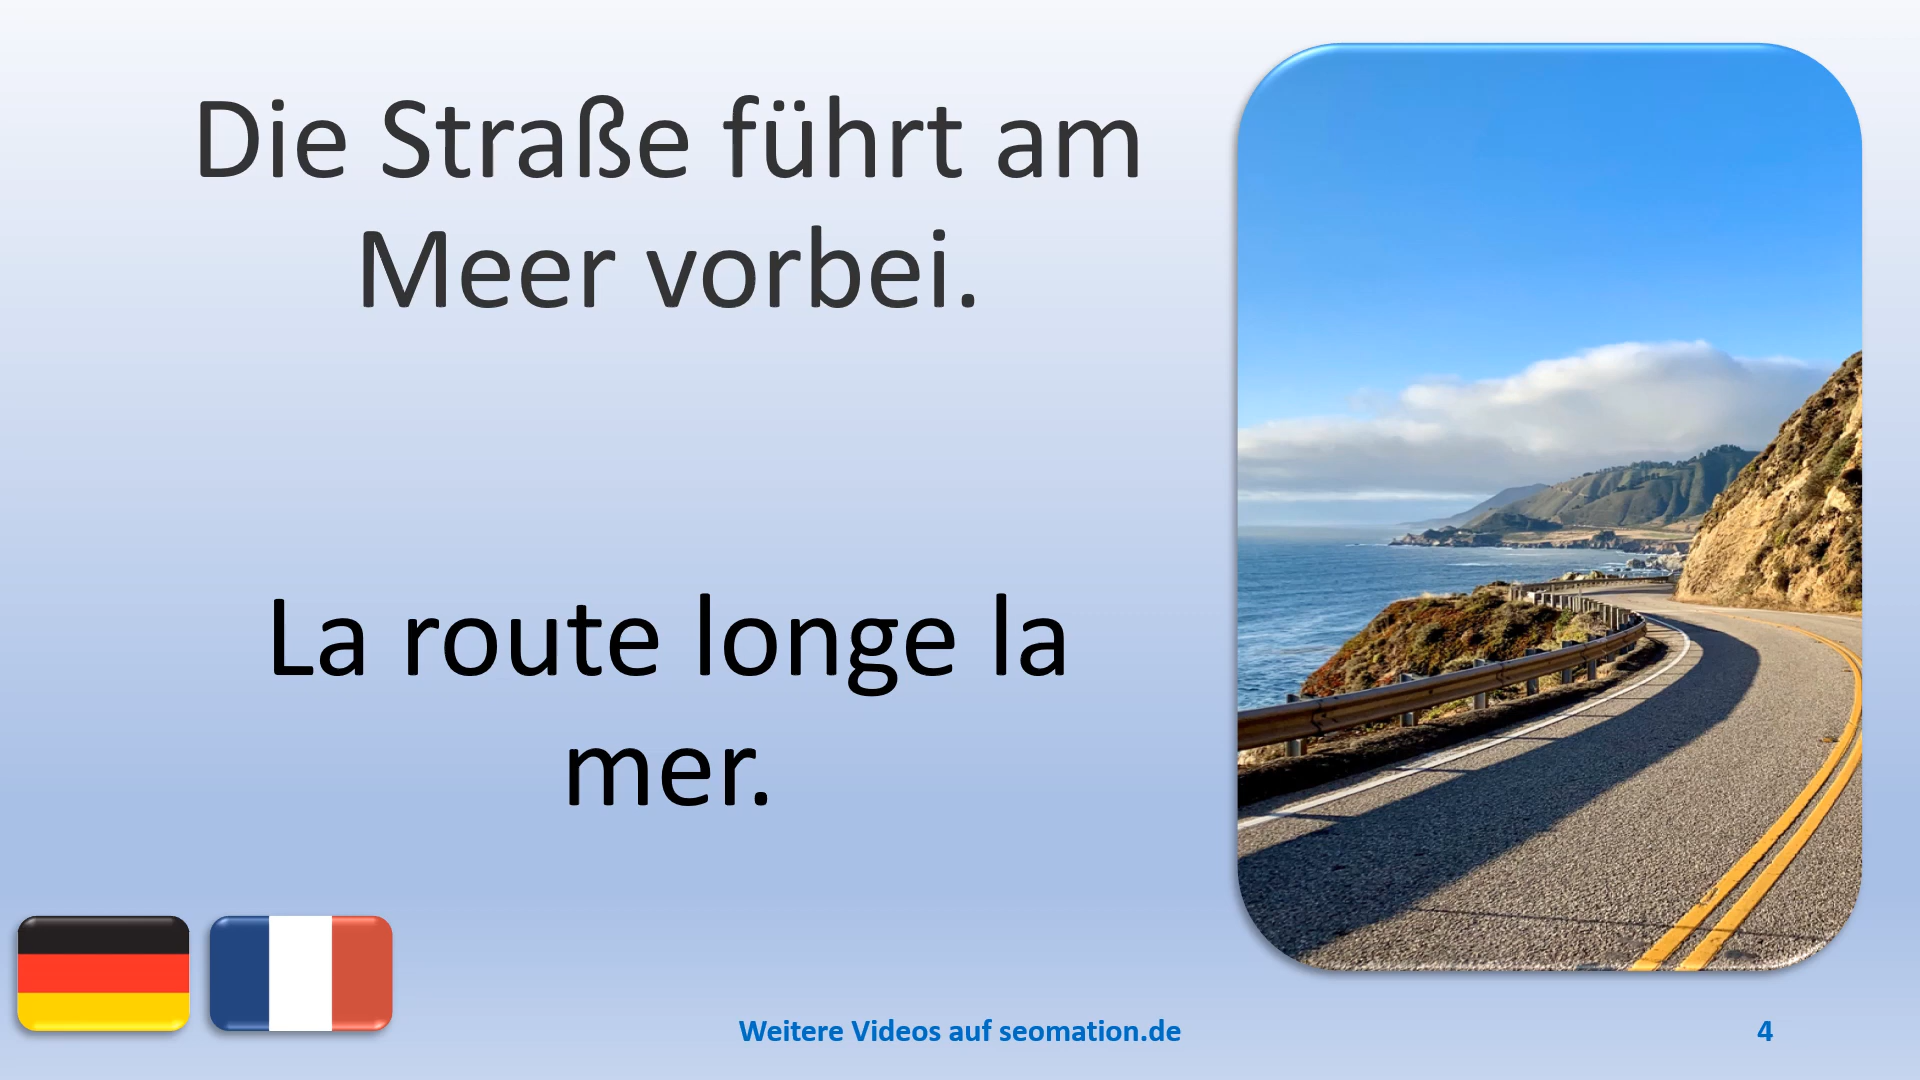 Die Straße führt am
Meer vorbei.
La route longe la
mer.
Weitere Videos auf seomation.de
4